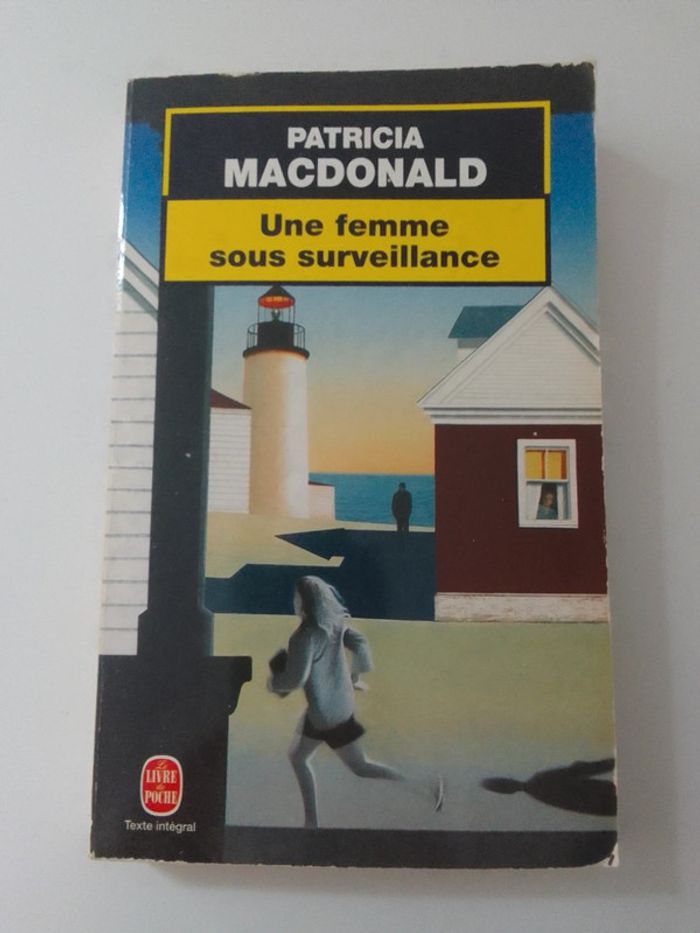 PATRICIA
MACDONALD
Une femme
sous surveillance
Le
LIVRE
de
POCHE
Texte intégral